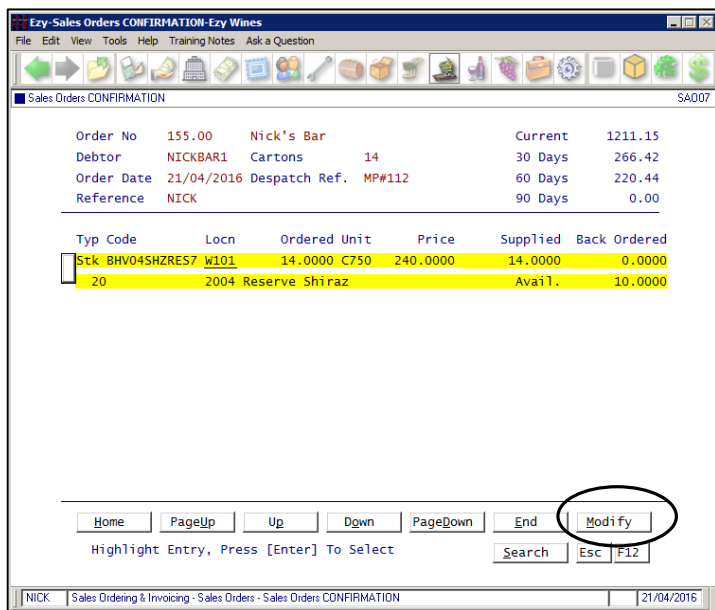 Ezy-Sales Orders CONFIRMATION-Ezy Wines
File Edit View Tools Help Training Notes Ask a Question
Sales Orders CONFIRMATION SA007
Order No 155.00 Nick's Bar Current 1211.15
Debtor NICKBAR1 Cartons 14 30 Days 266.42
Order Date 21/04/2016 Despatch Ref. MP#112 60 Days 220.44
Reference NICK 90 Days 0.00
Typ Code Locn Ordered Unit Price Supplied Back Ordered
Stk BHV04SHZRES7 W101 14.0000 C750 240.0000 14.0000 0.0000
20 2004 Reserve Shiraz Avail. 10.0000
Home PageUp Up Down PageDown End Modify
Highlight Entry, Press [Enter] To Select Search Esc F12
NICK Sales Ordering & Invoicing - Sales Orders - Sales Orders CONFIRMATION 21/04/2016